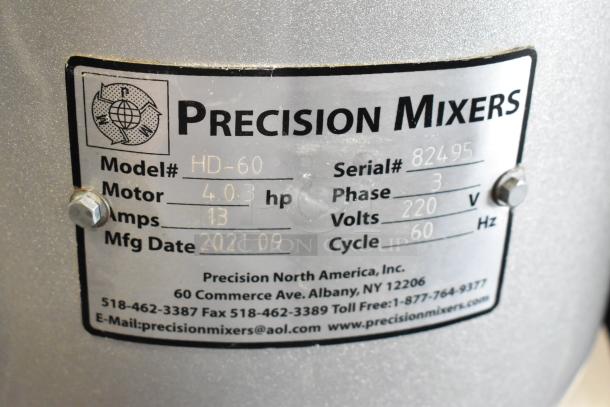 PRECISION MIXERS
Model# HD-60 Serial# 82495
Motor 4.0.3 hp Phase 3
Amps 13 Volts 220 V
Mfg Date 2021 09 Cycle 60 Hz
Precision North America, Inc.
60 Commerce Ave. Albany, NY 12206
518-462-3387 Fax 518-462-3389 Toll Free:1-877-764-9377
E-Mail:precisionmixers@aol.com www.precisionmixers.com